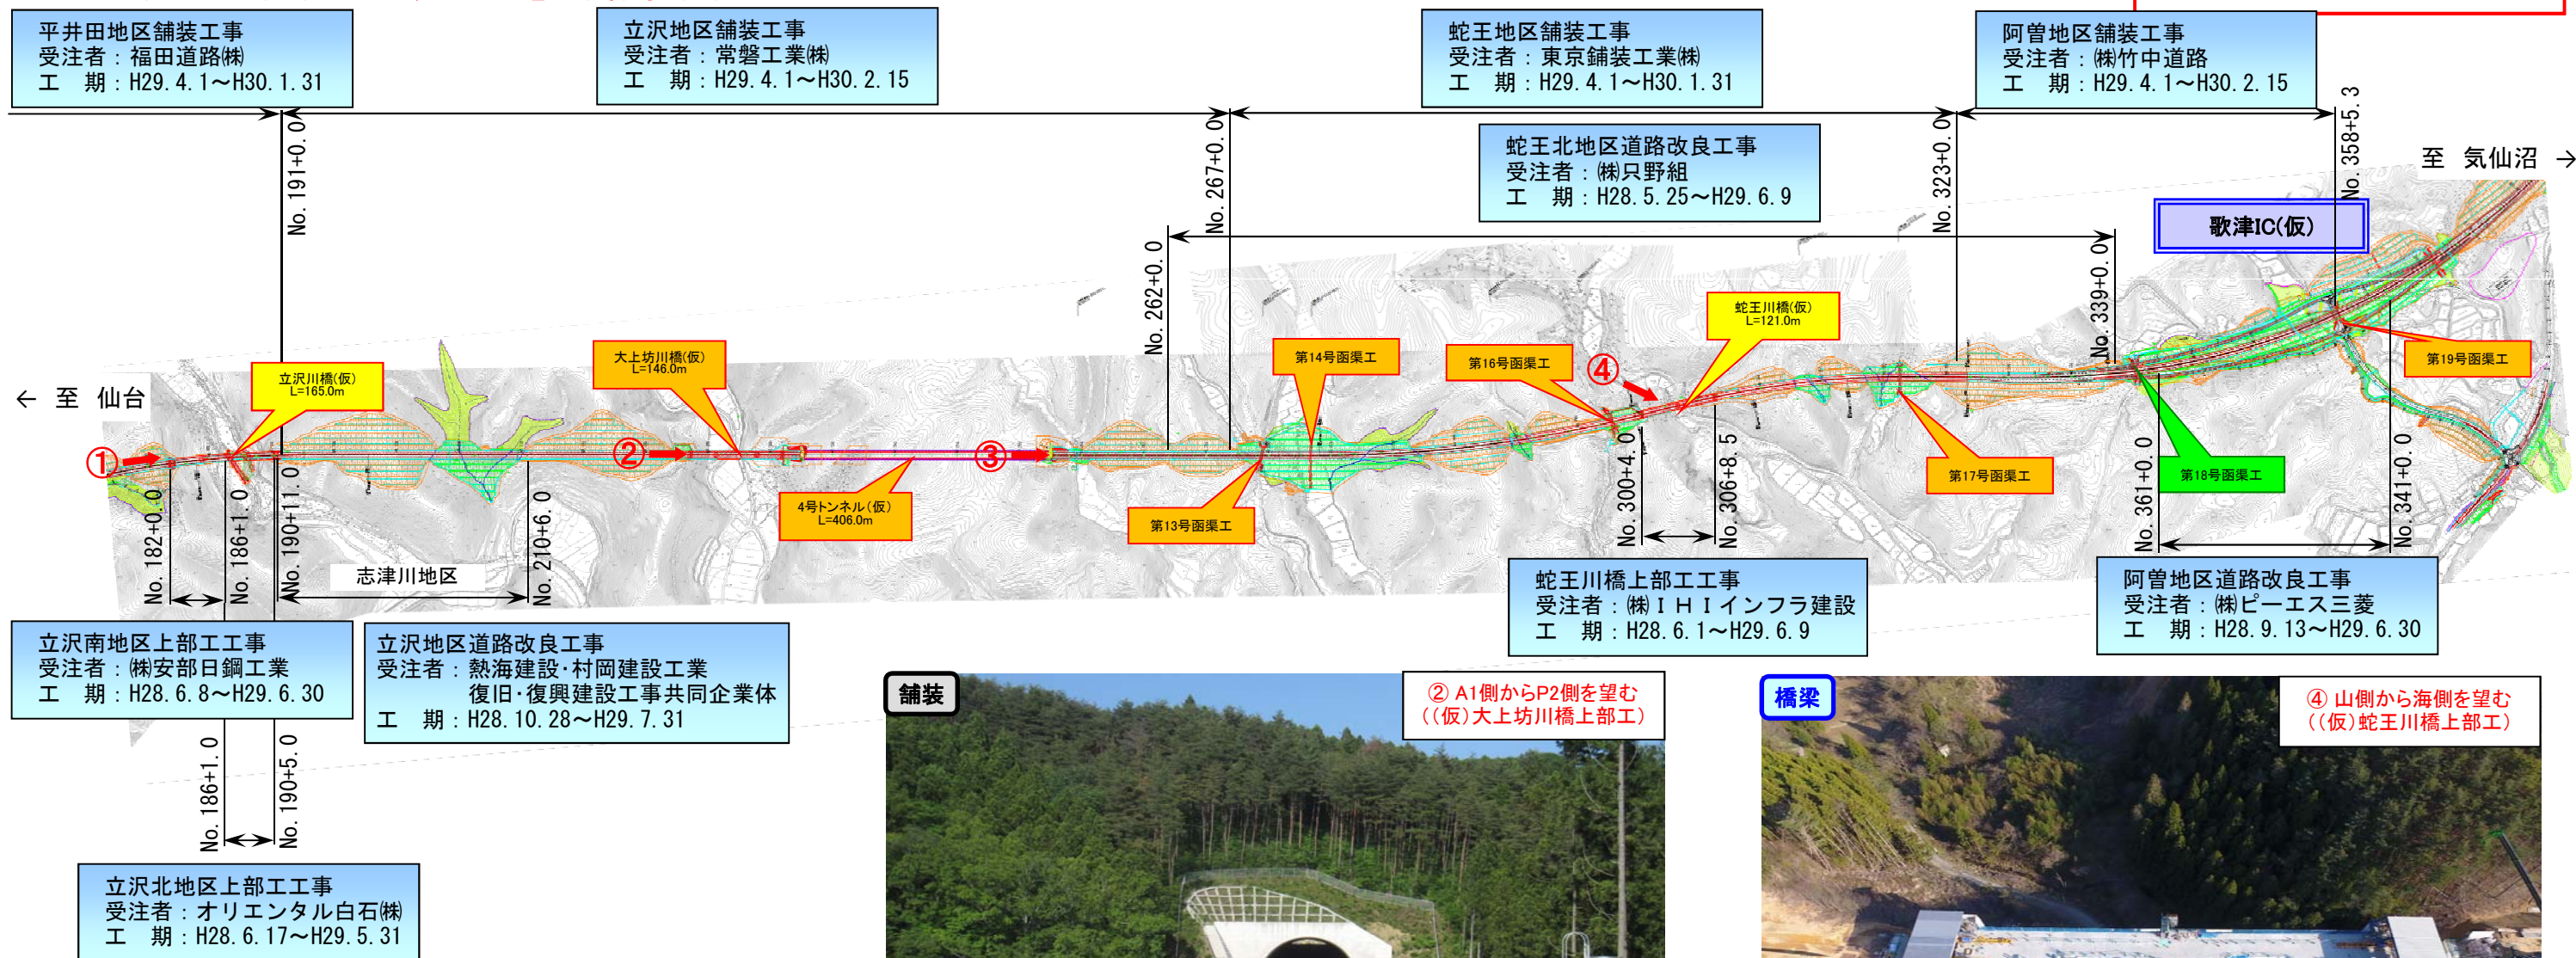 平井田地区舗装工事
受注者：福田道路㈱
工　期：H29.4.1～H30.1.31
立沢地区舗装工事
受注者：常磐工業㈱
工　期：H29.4.1～H30.2.15
蛇王地区舗装工事
受注者：東京鋪装工業㈱
工　期：H29.4.1～H30.1.31
阿曽地区舗装工事
受注者：㈱竹中道路
工　期：H29.4.1～H30.2.15
No.191+0.0
No.267+0.0
No.323+0.0
No.358+5.3
蛇王北地区道路改良工事
受注者：㈱只野組
工　期：H28.5.25～H29.6.9
至　気仙沼　→
歌津IC(仮)
No.262+0.0
No.339+0.0
←　至　仙台
立沢川橋(仮)
L=165.0m
大上坊川橋(仮)
L=146.0m
第14号函渠工
第16号函渠工
④
蛇王川橋(仮)
L=121.0m
第19号函渠工
①
②
③
4号トンネル(仮)
L=406.0m
第13号函渠工
第17号函渠工
第18号函渠工
No.182+0.0
No.186+1.0
No.190+11.0
志津川地区
No.210+6.0
No.300+4.0
No.306+8.5
No.361+0.0
No.341+0.0
立沢南地区上部工工事
受注者：㈱安部日鋼工業
工　期：H28.6.8～H29.6.30
立沢地区道路改良工事
受注者：熱海建設・村岡建設工業
復旧・復興建設工事共同企業体
工　期：H28.10.28～H29.7.31
蛇王川橋上部工工事
受注者：㈱ＩＨＩインフラ建設
工　期：H28.6.1～H29.6.9
阿曽地区道路改良工事
受注者：㈱ピーエス三菱
工　期：H28.9.13～H29.6.30
No.186+1.0
No.190+5.0
立沢北地区上部工工事
受注者：オリエンタル白石㈱
工　期：H28.6.17～H29.5.31
舗装
② A1側からP2側を望む
((仮)大上坊川橋上部工)
橋梁
④ 山側から海側を望む
((仮)蛇王川橋上部工)